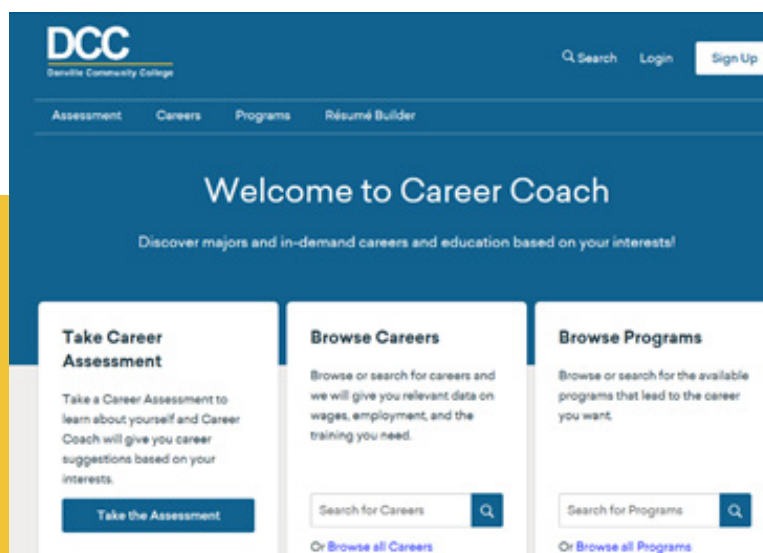 DCC
Danville Community College
Search Login Sign Up
Assessment Careers Programs Résumé Builder
Welcome to Career Coach
Discover majors and in-demand careers and education based on your interests!
Take Career
Assessment
Take a Career Assessment to
learn about yourself and Career
Coach will give you career
suggestions based on your
interests.
Take the Assessment
Browse Careers
Browse or search for careers and
we will give you relevant data on
wages, employment, and the
training you need.
Search for Careers
Or Browse all Careers
Browse Programs
Browse or search for the available
programs that lead to the career
you want.
Search for Programs
Or Browse all Programs